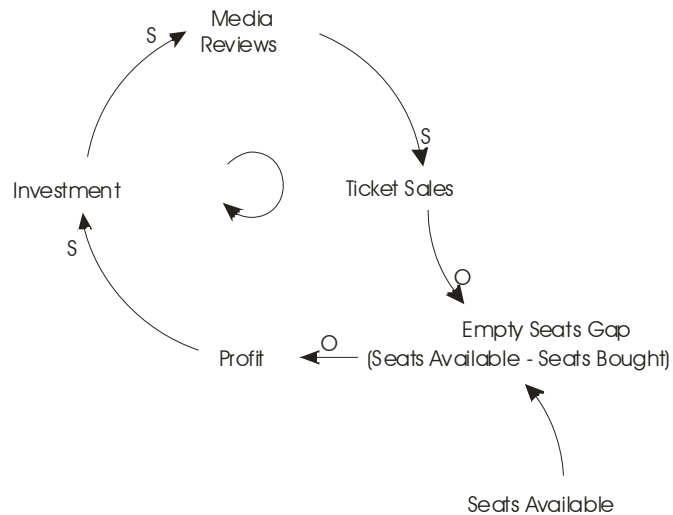 Media
Reviews
S
S
Investment
Ticket Sales
S
O
Empty Seats Gap
(Seats Available - Seats Bought)
O
Profit
Seats Available